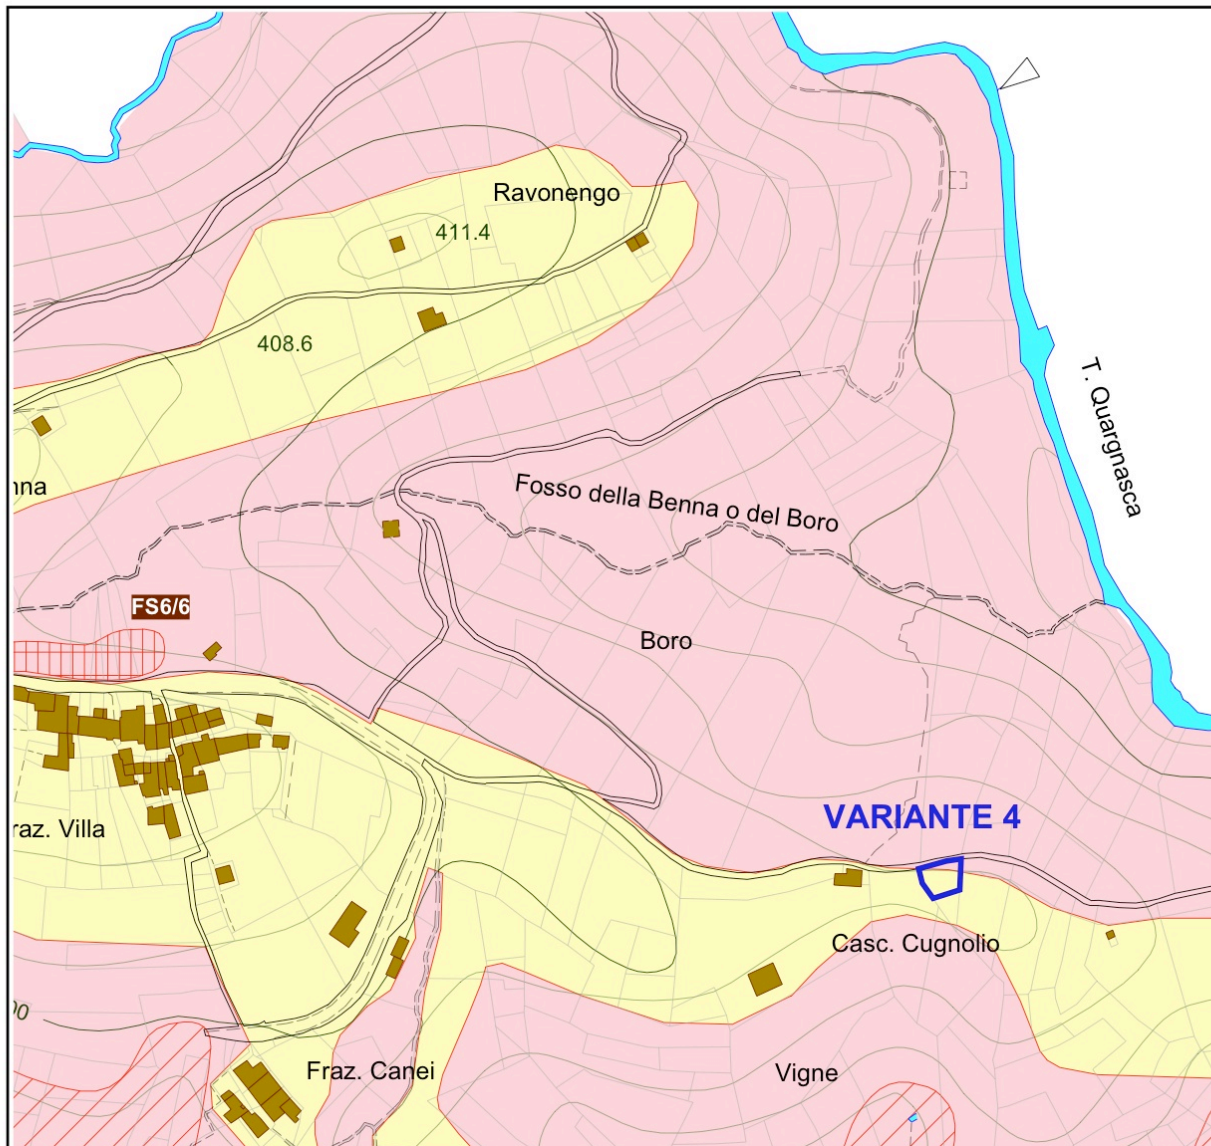 Ravonengo
411.4
408.6
T. Quargnasca
nna
Fosso della Benna o del Boro
FS6/6
Boro
VARIANTE 4
raz. Villa
Casc. Cugnolio
00
Fraz. Canei
Vigne